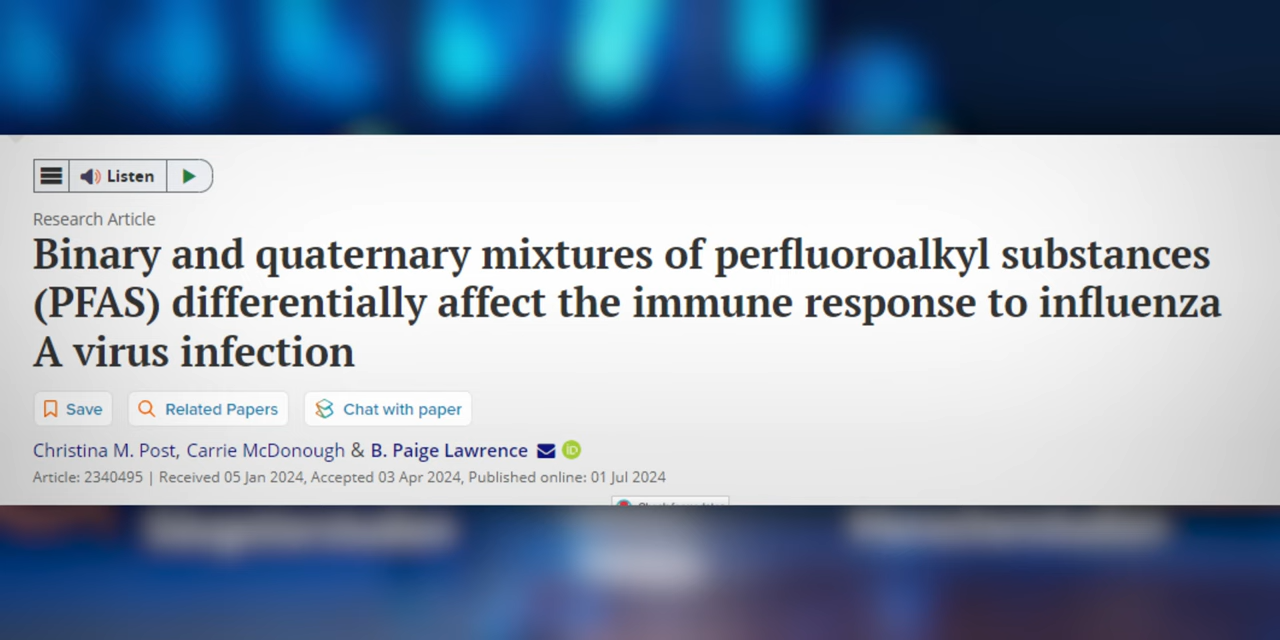 Listen
Research Article
Binary and quaternary mixtures of perfluoroalkyl substances
(PFAS) differentially affect the immune response to influenza
A virus infection
Save Related Papers Chat with paper
Christina M. Post, Carrie McDonough & B. Paige Lawrence iD
Article: 2340495 | Received 05 Jan 2024, Accepted 03 Apr 2024, Published online: 01 Jul 2024